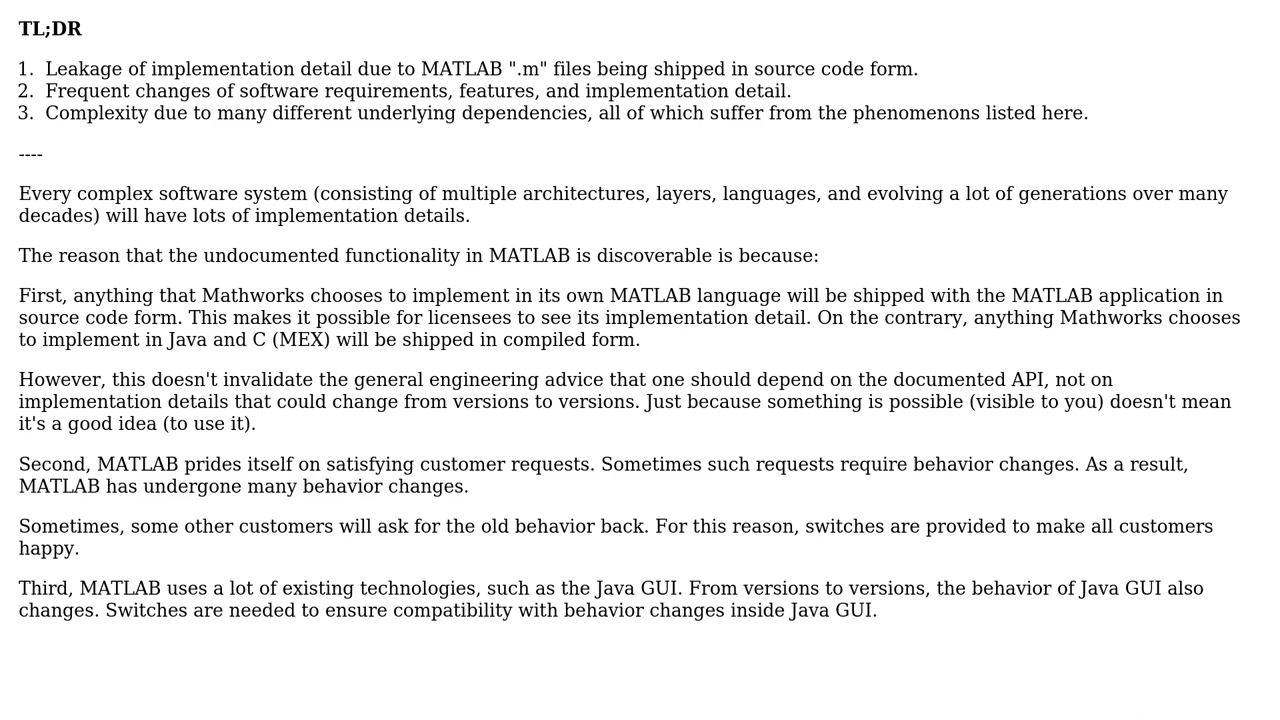 TL;DR
1. Leakage of implementation detail due to MATLAB ".m" files being shipped in source code form.
2. Frequent changes of software requirements, features, and implementation detail.
3. Complexity due to many different underlying dependencies, all of which suffer from the phenomenons listed here.
----
Every complex software system (consisting of multiple architectures, layers, languages, and evolving a lot of generations over many
decades) will have lots of implementation details.
The reason that the undocumented functionality in MATLAB is discoverable is because:
First, anything that Mathworks chooses to implement in its own MATLAB language will be shipped with the MATLAB application in
source code form. This makes it possible for licensees to see its implementation detail. On the contrary, anything Mathworks chooses
to implement in Java and C (MEX) will be shipped in compiled form.
However, this doesn't invalidate the general engineering advice that one should depend on the documented API, not on
implementation details that could change from versions to versions. Just because something is possible (visible to you) doesn't mean
it's a good idea (to use it).
Second, MATLAB prides itself on satisfying customer requests. Sometimes such requests require behavior changes. As a result,
MATLAB has undergone many behavior changes.
Sometimes, some other customers will ask for the old behavior back. For this reason, switches are provided to make all customers
happy.
Third, MATLAB uses a lot of existing technologies, such as the Java GUI. From versions to versions, the behavior of Java GUI also
changes. Switches are needed to ensure compatibility with behavior changes inside Java GUI.